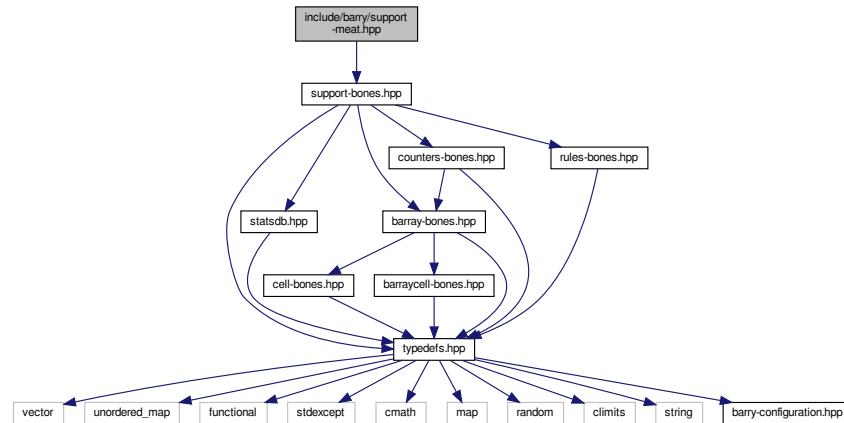 include/barry/support
-meat.hpp
support-bones.hpp
counters-bones.hpp
rules-bones.hpp
statsdb.hpp
barray-bones.hpp
cell-bones.hpp
barraycell-bones.hpp
typedefs.hpp
vector
unordered_map
functional
stdexcept
cmath
map
random
climits
string
barry-configuration.hpp